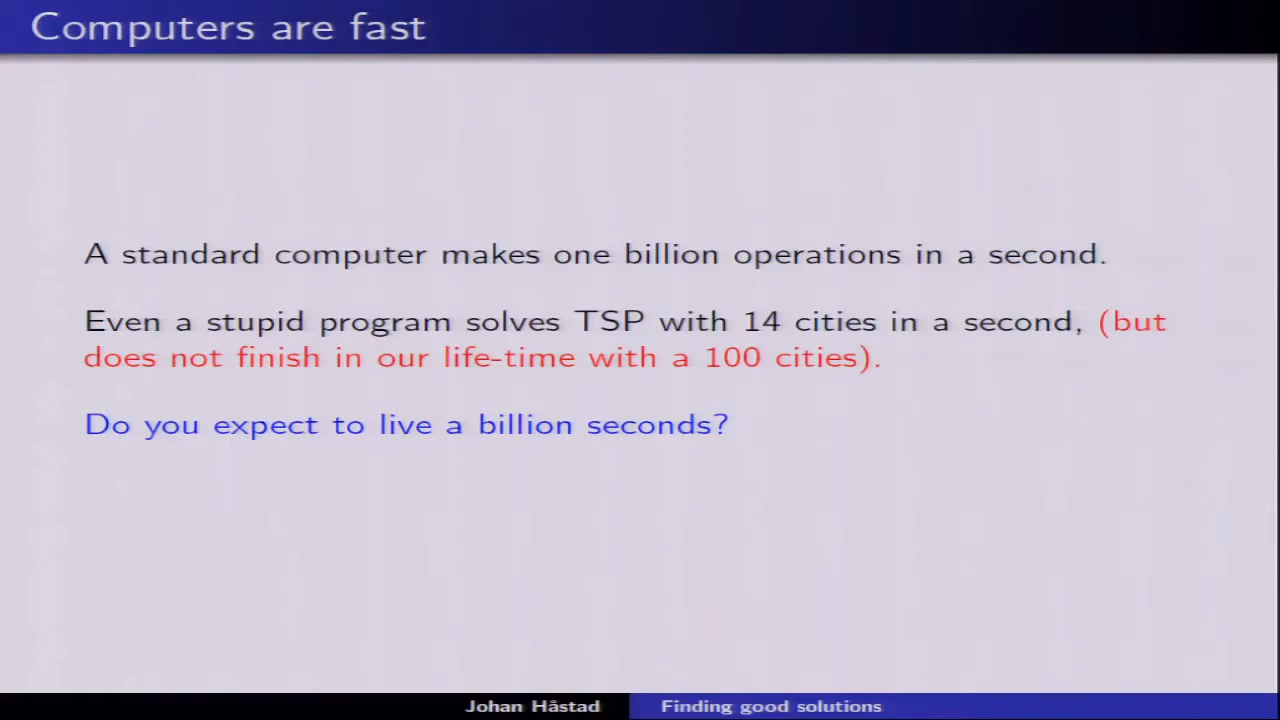 Computers are fast
A standard computer makes one billion operations in a second.
Even a stupid program solves TSP with 14 cities in a second, (but
does not finish in our life-time with a 100 cities).
Do you expect to live a billion seconds?
Johan Håstad
Finding good solutions